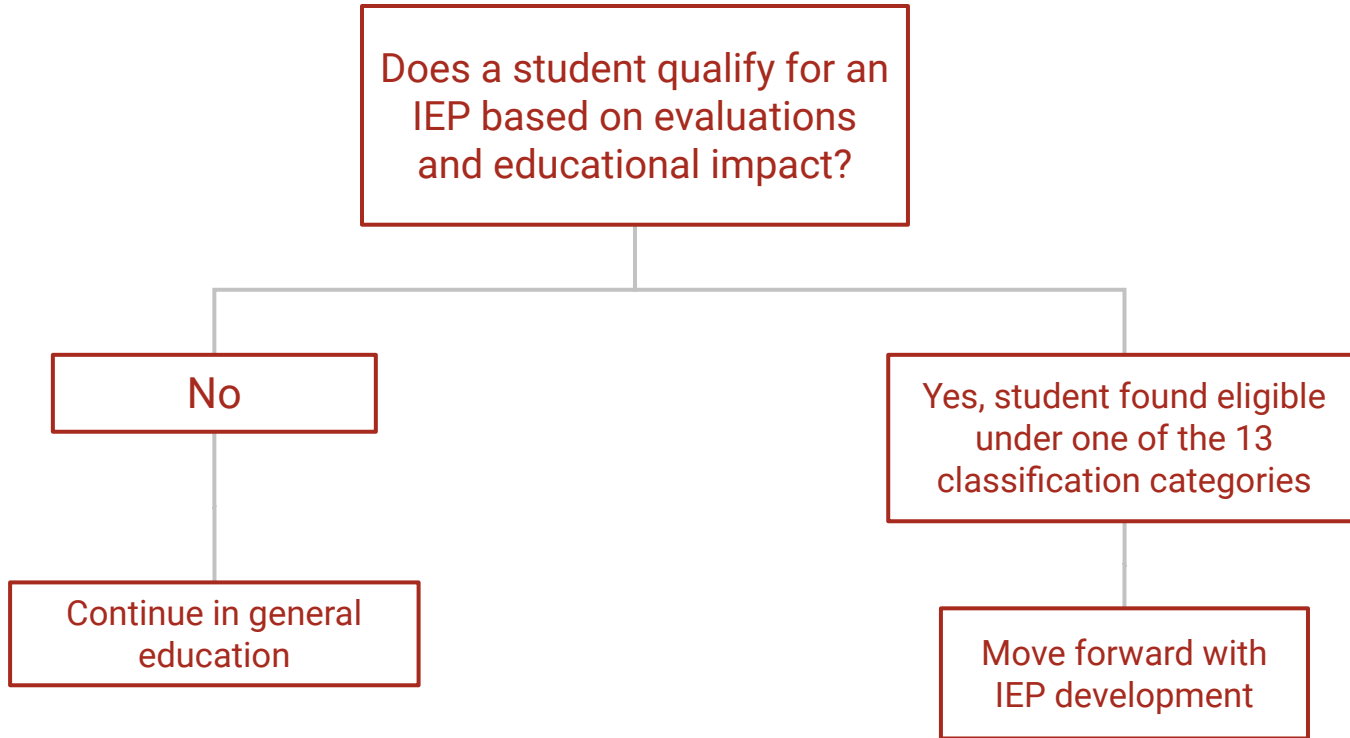 Does a student qualify for an
IEP based on evaluations
and educational impact?
No
Yes, student found eligible
under one of the 13
classification categories
Continue in general
education
Move forward with
IEP development